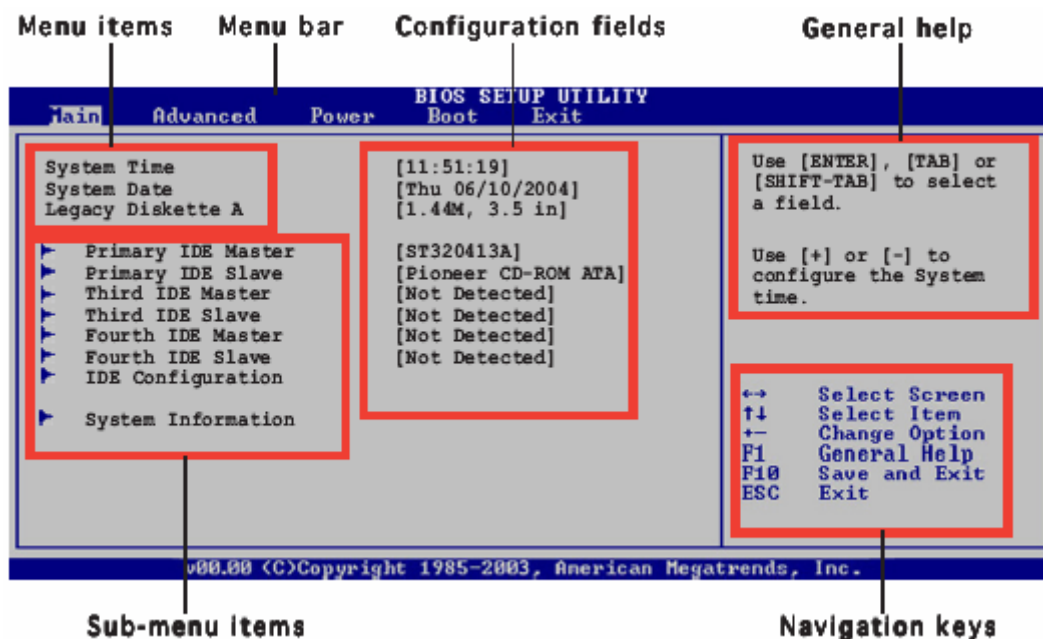 Menu items Menu bar Configuration fields General help
BIOS SETUP UTILITY
Main Advanced Power Boot Exit
System Time [11:51:19]
System Date [Thu 06/10/2004]
Legacy Diskette A [1.44M, 3.5 in]
Primary IDE Master [ST320413A]
Primary IDE Slave [Pioneer CD-ROM ATA]
Third IDE Master [Not Detected]
Third IDE Slave [Not Detected]
Fourth IDE Master [Not Detected]
Fourth IDE Slave [Not Detected]
IDE Configuration
System Information
Use [ENTER], [TAB] or
[SHIFT-TAB] to select
a field.
Use [+] or [-] to
configure the System
time.
←→ Select Screen
↑↓ Select Item
+- Change Option
F1 General Help
F10 Save and Exit
ESC Exit
v00.00 (C)Copyright 1985-2003, American Megatrends, Inc.
Sub-menu items Navigation keys